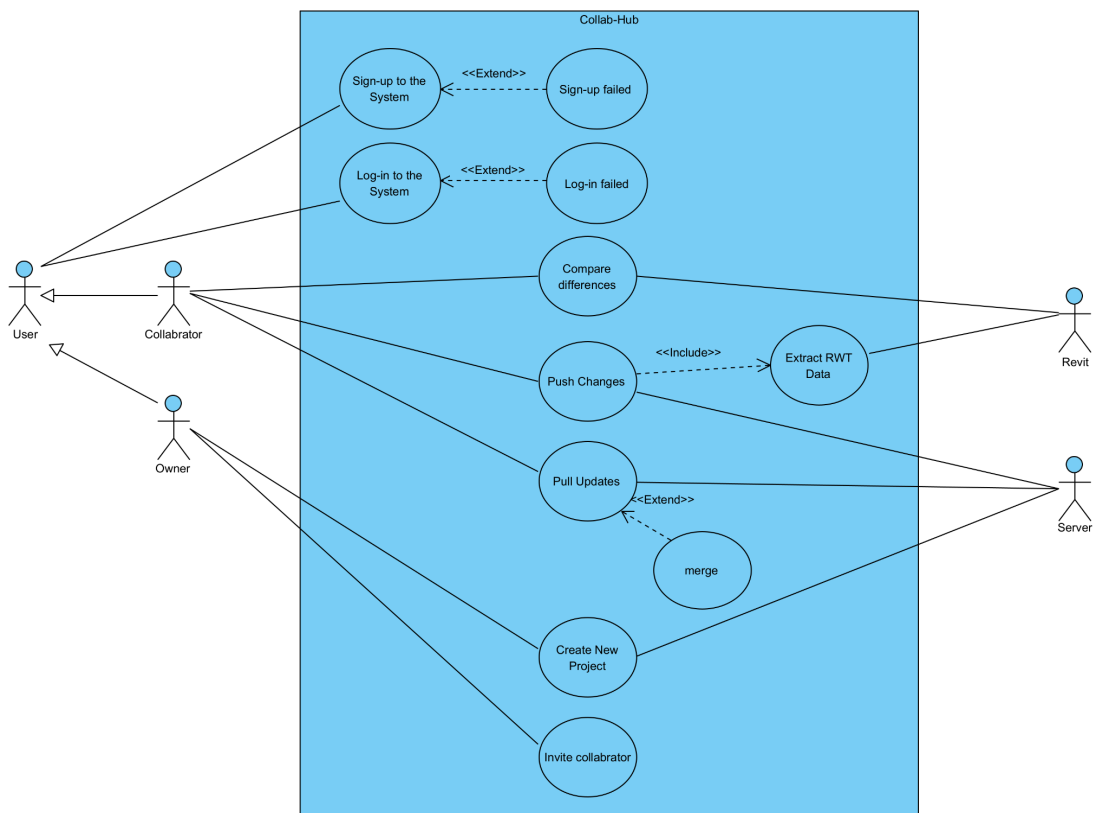 Collab-Hub
Sign-up to the
System
<<Extend>>
Sign-up failed
Log-in to the
System
<<Extend>>
Log-in failed
Compare
differences
User
Collabrator
Revit
<<Include>>
Extract RWT
Data
Push Changes
Owner
Pull Updates
<<Extend>>
Server
merge
Create New
Project
Invite collabrator